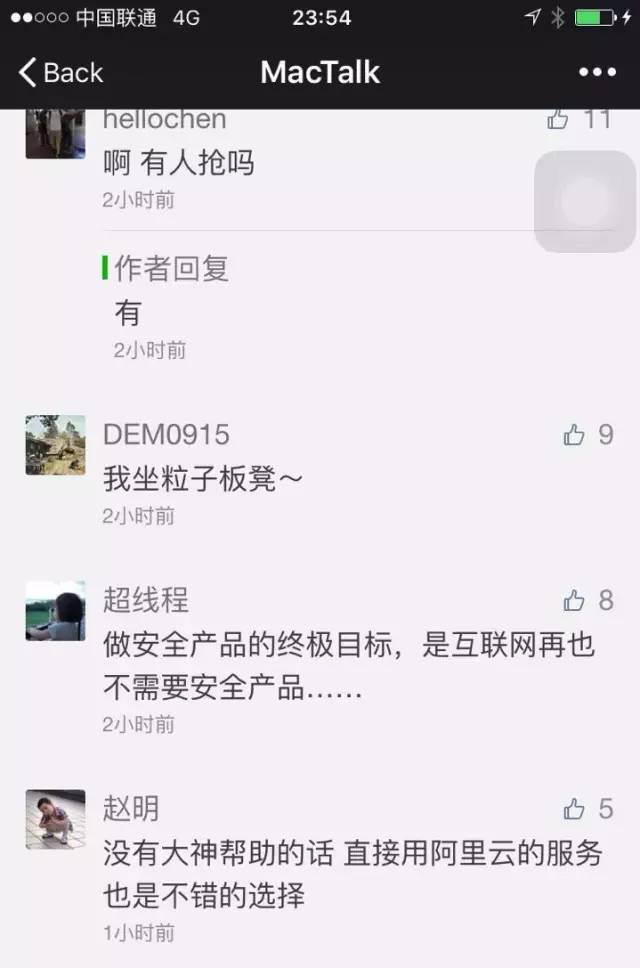 中国联通 4G 23:54
Back MacTalk
hellochen 11
啊 有人抢吗
2小时前
作者回复
有
2小时前
DEM0915 9
我坐粒子板凳～
2小时前
超线程 8
做安全产品的终极目标，是互联网再也
不需要安全产品……
2小时前
赵明 5
没有大神帮助的话 直接用阿里云的服务
也是不错的选择
1小时前